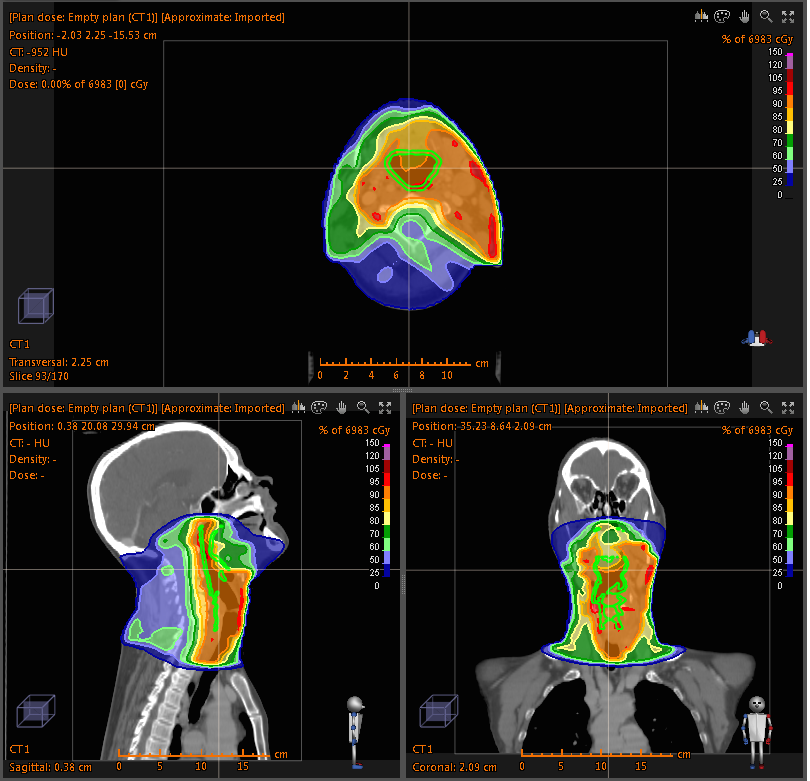 [Plan dose: Empty plan (CT1)] [Approximate: Imported]
Position: -2.03 2.25 -15.53 cm
CT: -952 HU
Density: -
Dose: 0.00% of 6983 [0] cGy
% of 6983 cGy
150
120
105
95
90
85
80
70
60
50
25
0
CT1
Transversal: 2.25 cm
Slice 93/170
0 2 4 6 8 10 cm
[Plan dose: Empty plan (CT1)] [Approximate: Imported]
Position: 0.38 20.08 29.94 cm
CT: - HU
Density: -
Dose: -
% of 6983 cGy
150
120
105
95
90
85
80
70
60
50
25
0
CT1
Sagittal: 0.38 cm
0 5 10 15 cm
[Plan dose: Empty plan (CT1)] [Approximate: Imported]
Position: 35.23 8.64 2.09 cm
CT: - HU
Density: -
Dose: -
% of 6983 cGy
150
120
105
95
90
85
80
70
60
50
25
0
CT1
Coronal: 2.09 cm
0 5 10 15 cm